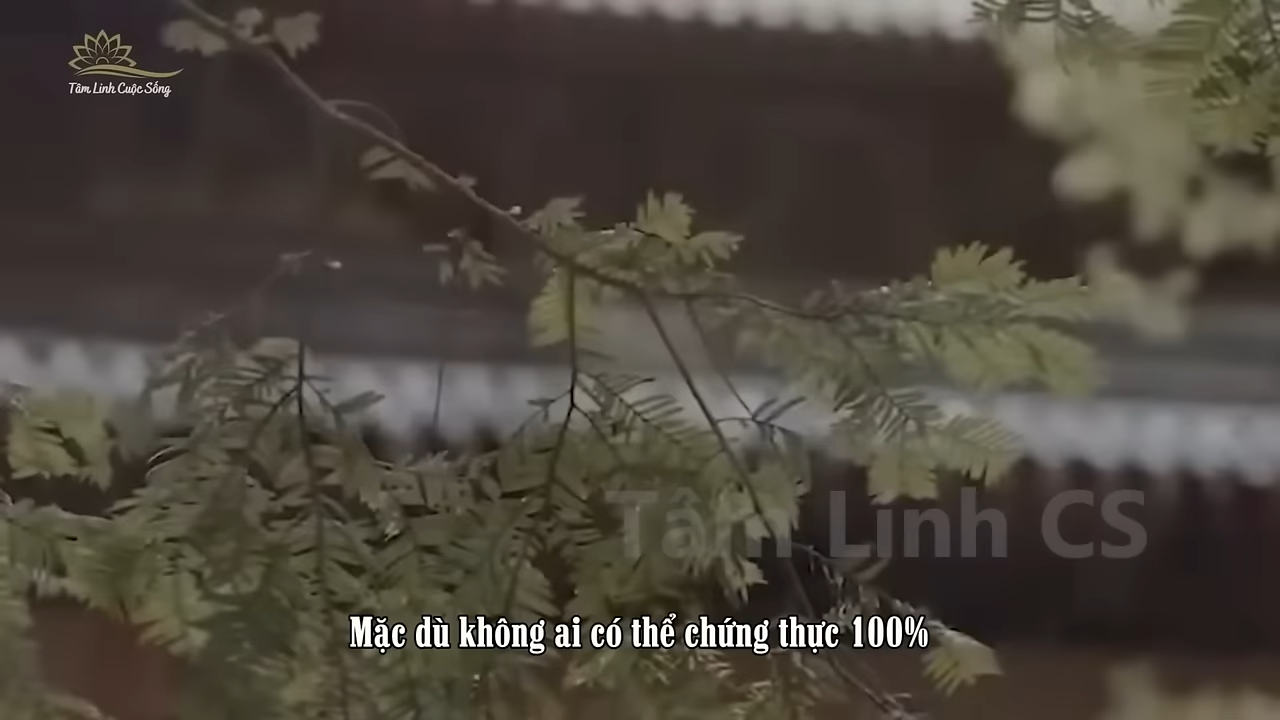 Tâm Linh Cuộc Sống
Tâm Linh CS
Mặc dù không ai có thể chứng thực 100%